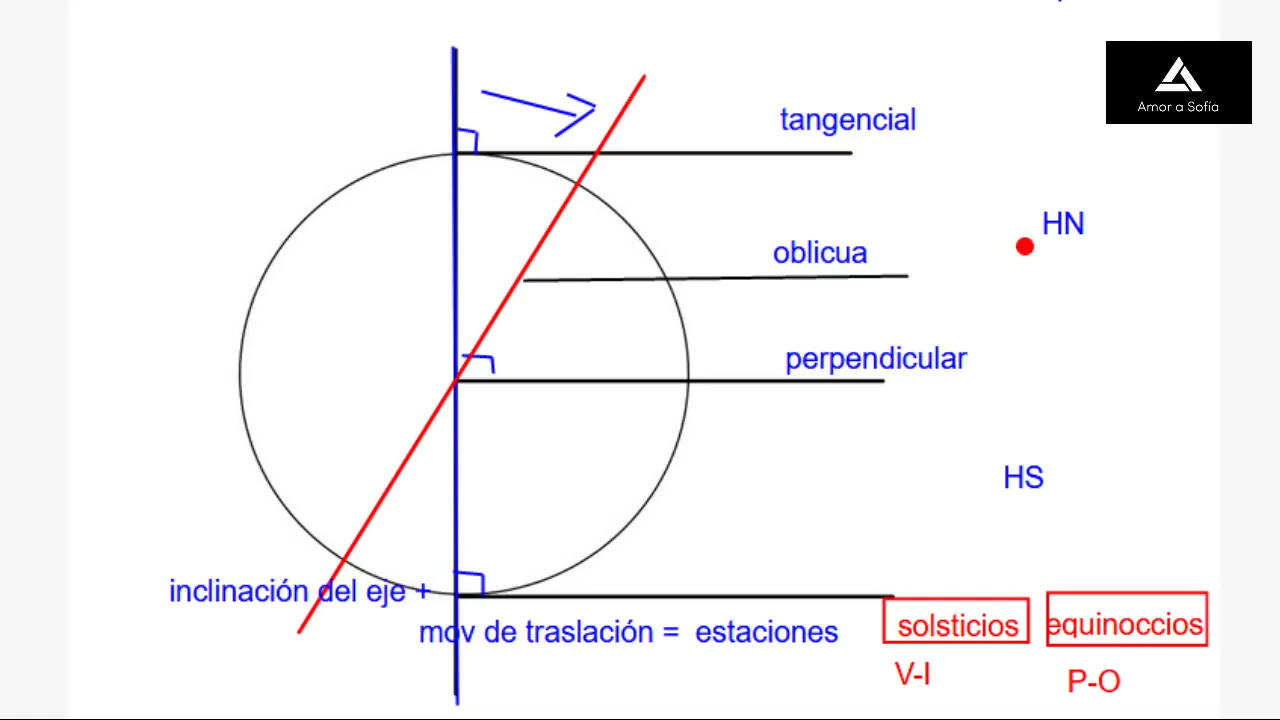 Amor a Sofía
tangencial
HN
oblicua
perpendicular
HS
inclinación del eje +
mov de traslación = estaciones
solsticios
equinoccios
V-I
P-O